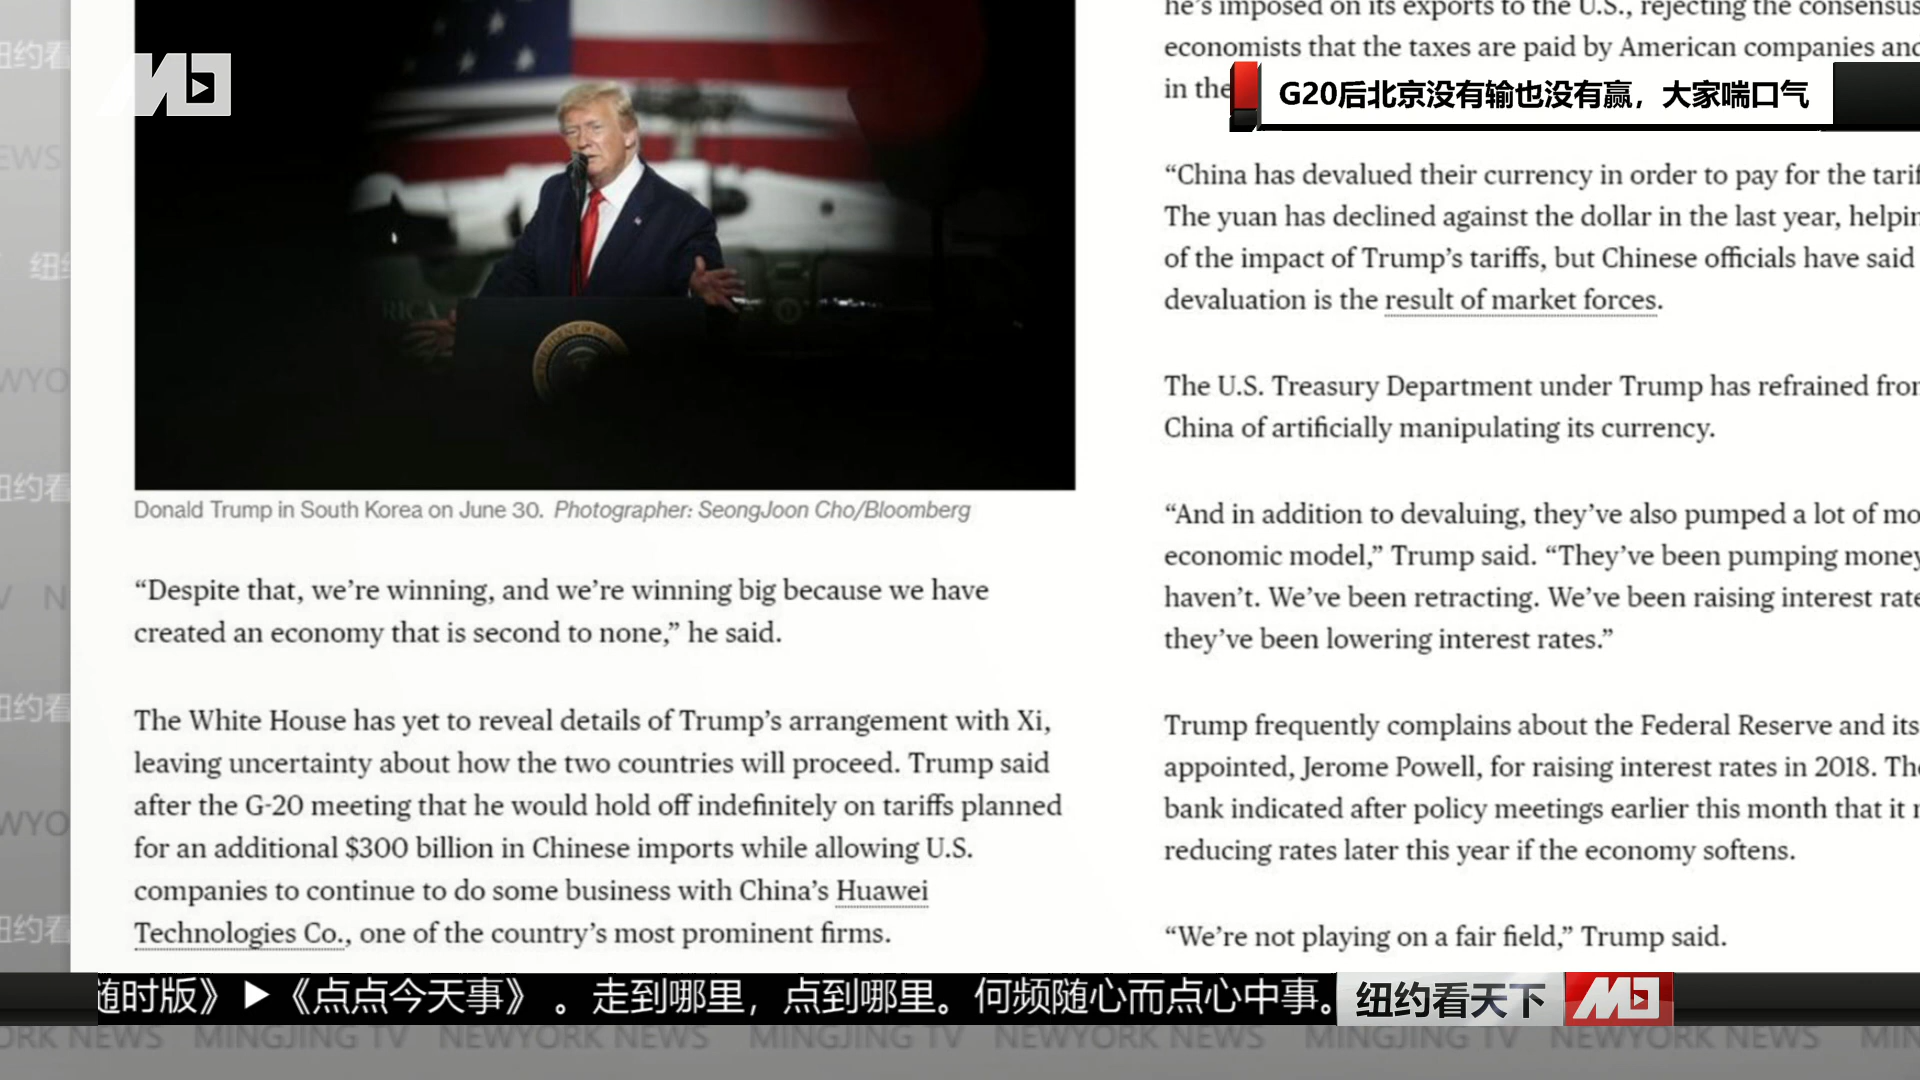 MD
G20后北京没有输也没有赢，大家喘口气
RICA
Donald Trump in South Korea on June 30. Photographer: SeongJoon Cho/Bloomberg
“Despite that, we’re winning, and we’re winning big because we have
created an economy that is second to none,” he said.
The White House has yet to reveal details of Trump’s arrangement with Xi,
leaving uncertainty about how the two countries will proceed. Trump said
after the G-20 meeting that he would hold off indefinitely on tariffs planned
for an additional $300 billion in Chinese imports while allowing U.S.
companies to continue to do some business with China’s Huawei
Technologies Co., one of the country’s most prominent firms.
he’s imposed on its exports to the U.S., rejecting the consensus
economists that the taxes are paid by American companies and
in the
“China has devalued their currency in order to pay for the tarif
The yuan has declined against the dollar in the last year, helpin
of the impact of Trump’s tariffs, but Chinese officials have said
devaluation is the result of market forces.
The U.S. Treasury Department under Trump has refrained from
China of artificially manipulating its currency.
“And in addition to devaluing, they’ve also pumped a lot of mo
economic model,” Trump said. “They’ve been pumping money
haven’t. We’ve been retracting. We’ve been raising interest rate
they’ve been lowering interest rates.”
Trump frequently complains about the Federal Reserve and its
appointed, Jerome Powell, for raising interest rates in 2018. The
bank indicated after policy meetings earlier this month that it
reducing rates later this year if the economy softens.
“We’re not playing on a fair field,” Trump said.
随时版》▶《点点今天事》 。走到哪里，点到哪里。何频随心而点心中事。
纽约看天下 MD
ORK NEWS MINGJING TV NEWYORK NEWS MINGJING TV NEWYORK NEWS MINGJING TV NEWYORK NEWS MIN